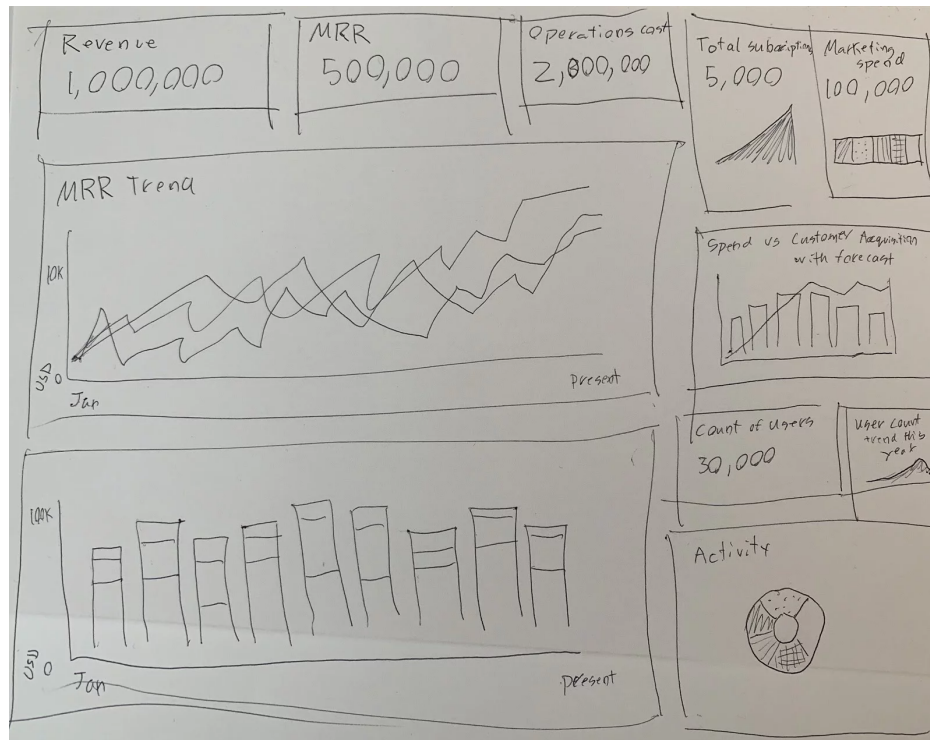 Revenue
1,000,000
MRR
500,000
Operations cost
2,000,000
Total subscriptions
5,000
Marketing
spend
100,000
MRR Trend
10K
USD
0
Jan
present
Spend vs Customer Acquisition
with forecast
Count of users
30,000
User count
trend this
year
100K
USD
0
Jan
present
Activity